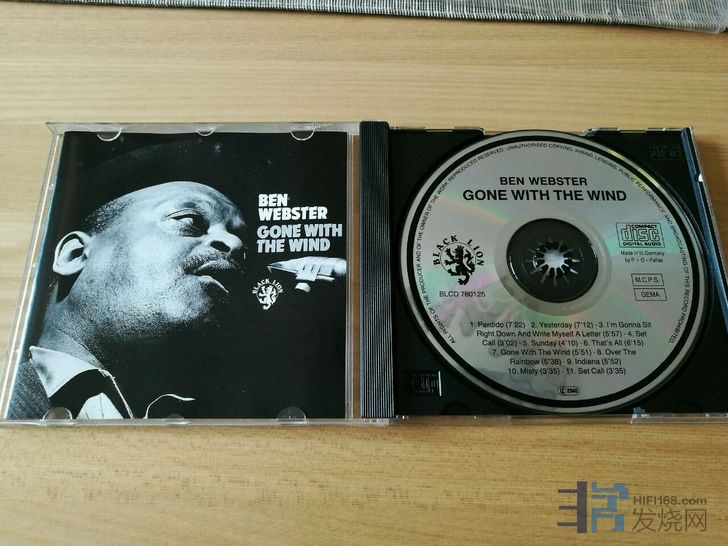 BEN
WEBSTER
GONE WITH
THE WIND
BLACK LION
ALL RIGHTS OF THE PRODUCER AND OF THE OWNER OF THE WORK REPRODUCED RESERVED. UNAUTHORISED COPYING, HIRING, LENDING, PUBLIC PERFORMANCE AND BROADCASTING OF THIS RECORD PROHIBITED.
BEN WEBSTER
GONE WITH THE WIND
BLACK LION
BLCD 760125
COMPACT
disc
DIGITAL AUDIO
Made in W. Germany
by P+O-Pallas
M.C.P.S.
GEMA
1. Perdido (7'22) · 2. Yesterday (7'12) · 3. I'm Gonna Sit
Right Down And Write Myself A Letter (5'57) · 4. Set
Call (3'02) · 5. Sunday (4'10) · 6. That's All (6'15)
7. Gone With The Wind (5'51) · 8. Over The
Rainbow (5'38) · 9. Indiana (5'52)
10. Misty (3'35) · 11. Set Call (3'35)
LC 2940
HIFI168.com
发烧网